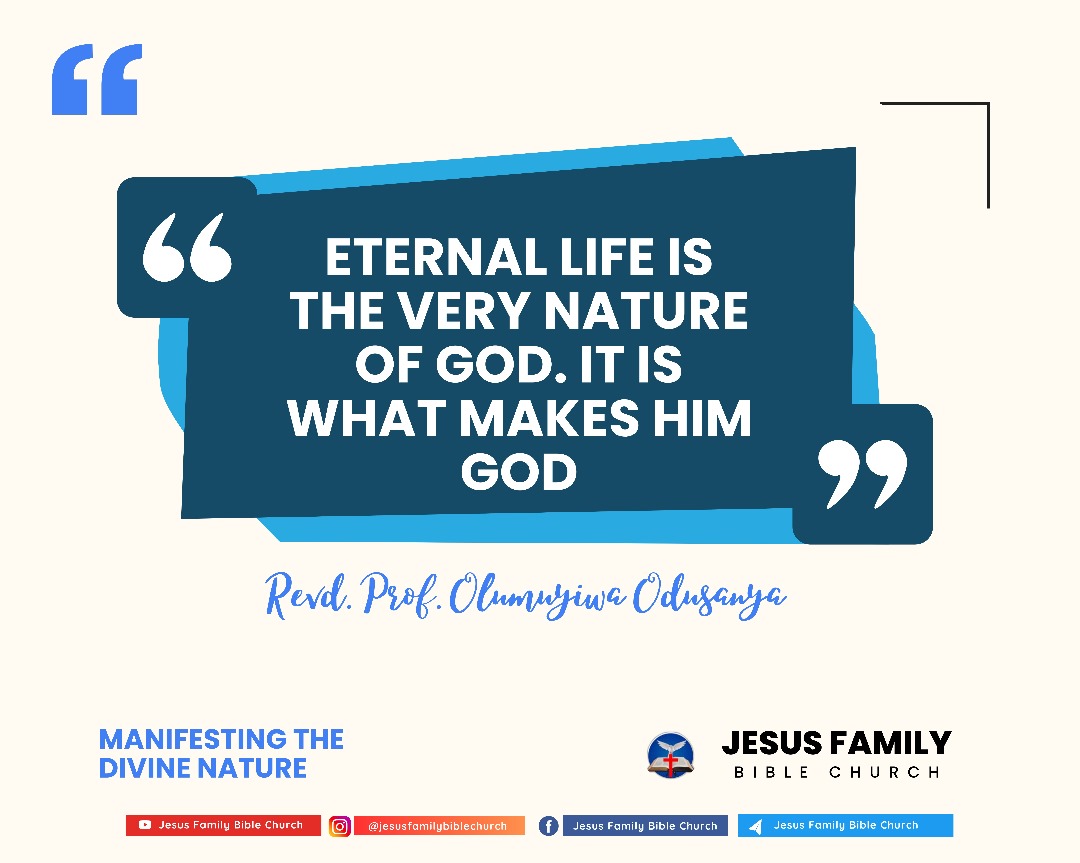 “
“
ETERNAL LIFE IS
THE VERY NATURE
OF GOD. IT IS
WHAT MAKES HIM
GOD
”
Revd. Prof. Olumuyiwa Odusanya
MANIFESTING THE
DIVINE NATURE
JESUS FAMILY
BIBLE CHURCH
Jesus Family Bible Church
@jesusfamilybiblechurch
Jesus Family Bible Church
Jesus Family Bible Church